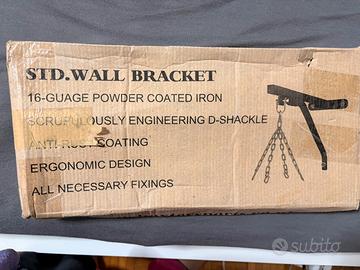 STD.WALL BRACKET
16-GUAGE POWDER COATED IRON
SCRUPULOUSLY ENGINEERING D-SHACKLE
ANTI-RUST COATING
ERGONOMIC DESIGN
ALL NECESSARY FIXINGS
subito